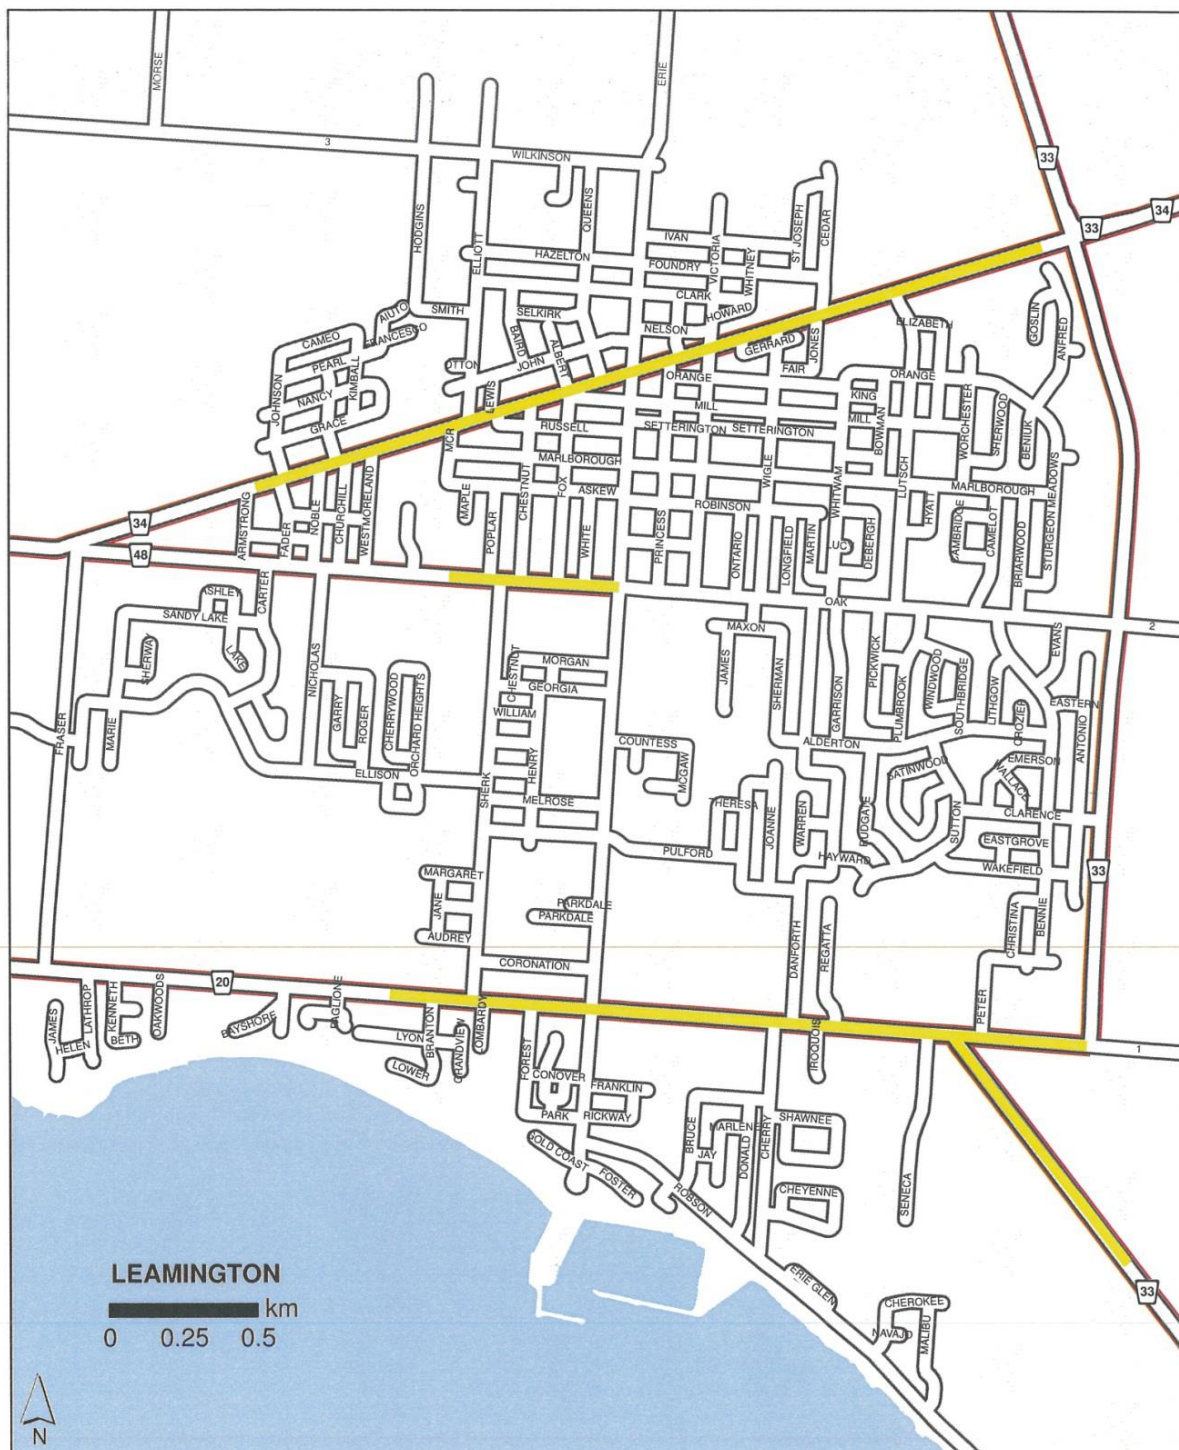 MORSE
ERIE
3
WILKINSON
33
34
33
QUEENS
ST JOSEPH
CEDAR
HODGINS
IVAN
VICTORIA
ELLIOTT
HAZELTON
WHITNEY
FOUNDRY
CLARK
HOWARD
SMITH
SELKIRK
AIUTO
FRANCESCO
NELSON
ELIZABETH
GOSLIN
ANFRED
CAMEO
BAIRD
ALBERT
GERRARD
JONES
PEARL
KIMBALL
OTTON
JOHN
FAIR
ORANGE
ORANGE
JOHNSON
NANCY
LEWIS
KING
WORCHESTER
SHERWOOD
MILL
MILL
BOWMAN
GRACE
RUSSELL
SETTERINGTON
SETTERINGTON
BENIUK
MCR
MARLBOROUGH
WIGLE
WHITWAM
LUTSCH
MARLBOROUGH
STURGEON MEADOWS
ARMSTRONG
FADER
NOBLE
CHURCHILL
WESTMORELAND
MAPLE
POPLAR
CHESTNUT
FOX
ASKEW
WHITE
PRINCESS
ROBINSON
ONTARIO
LONGFIELD
MARTIN
LUCY
DEBERGH
HYATT
CAMBRIDGE
CAMELOT
BRIARWOOD
34
48
OAK
2
ASHLEY
CARTER
SANDY LAKE
LAKE
SHERWAY
NICHOLAS
MAXON
JAMES
SHERMAN
GARRISON
PICKWICK
PLUMBROOK
WINDWOOD
SOUTHBRIDGE
LITHGOW
EVANS
CHESTNUT
MORGAN
GEORGIA
WILLIAM
CROZIER
EASTERN
ANTONIO
FRASER
MARIE
GARRY
ROGER
CHERRYWOOD
ORCHARD HEIGHTS
COUNTESS
MCGAW
ALDERTON
EMERSON
SATINWOOD
WALLACE
ELLISON
SHERK
HENRY
MELROSE
THERESA
JOANNE
WARREN
RUDGATE
SUTTON
CLARENCE
EASTGROVE
PULFORD
HAYWARD
WAKEFIELD
33
MARGARET
JANE
AUDREY
PARKDALE
PARKDALE
DANFORTH
REGATTA
CHRISTINA
BENNIE
CORONATION
20
PETER
JAMES
LATHROP
KENNETH
OAKWOODS
HELEN
BETH
BAYSHORE
PAGLIONE
LYON
LOWER
BRANTON
GRANDVIEW
LOMBARDY
FOREST
CONOVER
FRANKLIN
PARK
RICKWAY
IROQUOIS
1
BRUCE
MARLENE
JAY
DONALD
CHERRY
SHAWNEE
GOLD COAST
FOSTER
ROBSON
CHEYENNE
SENECA
LEAMINGTON
km
0 0.25 0.5
ERIE GLEN
33
CHEROKEE
NAVAJO
MALIBU
N